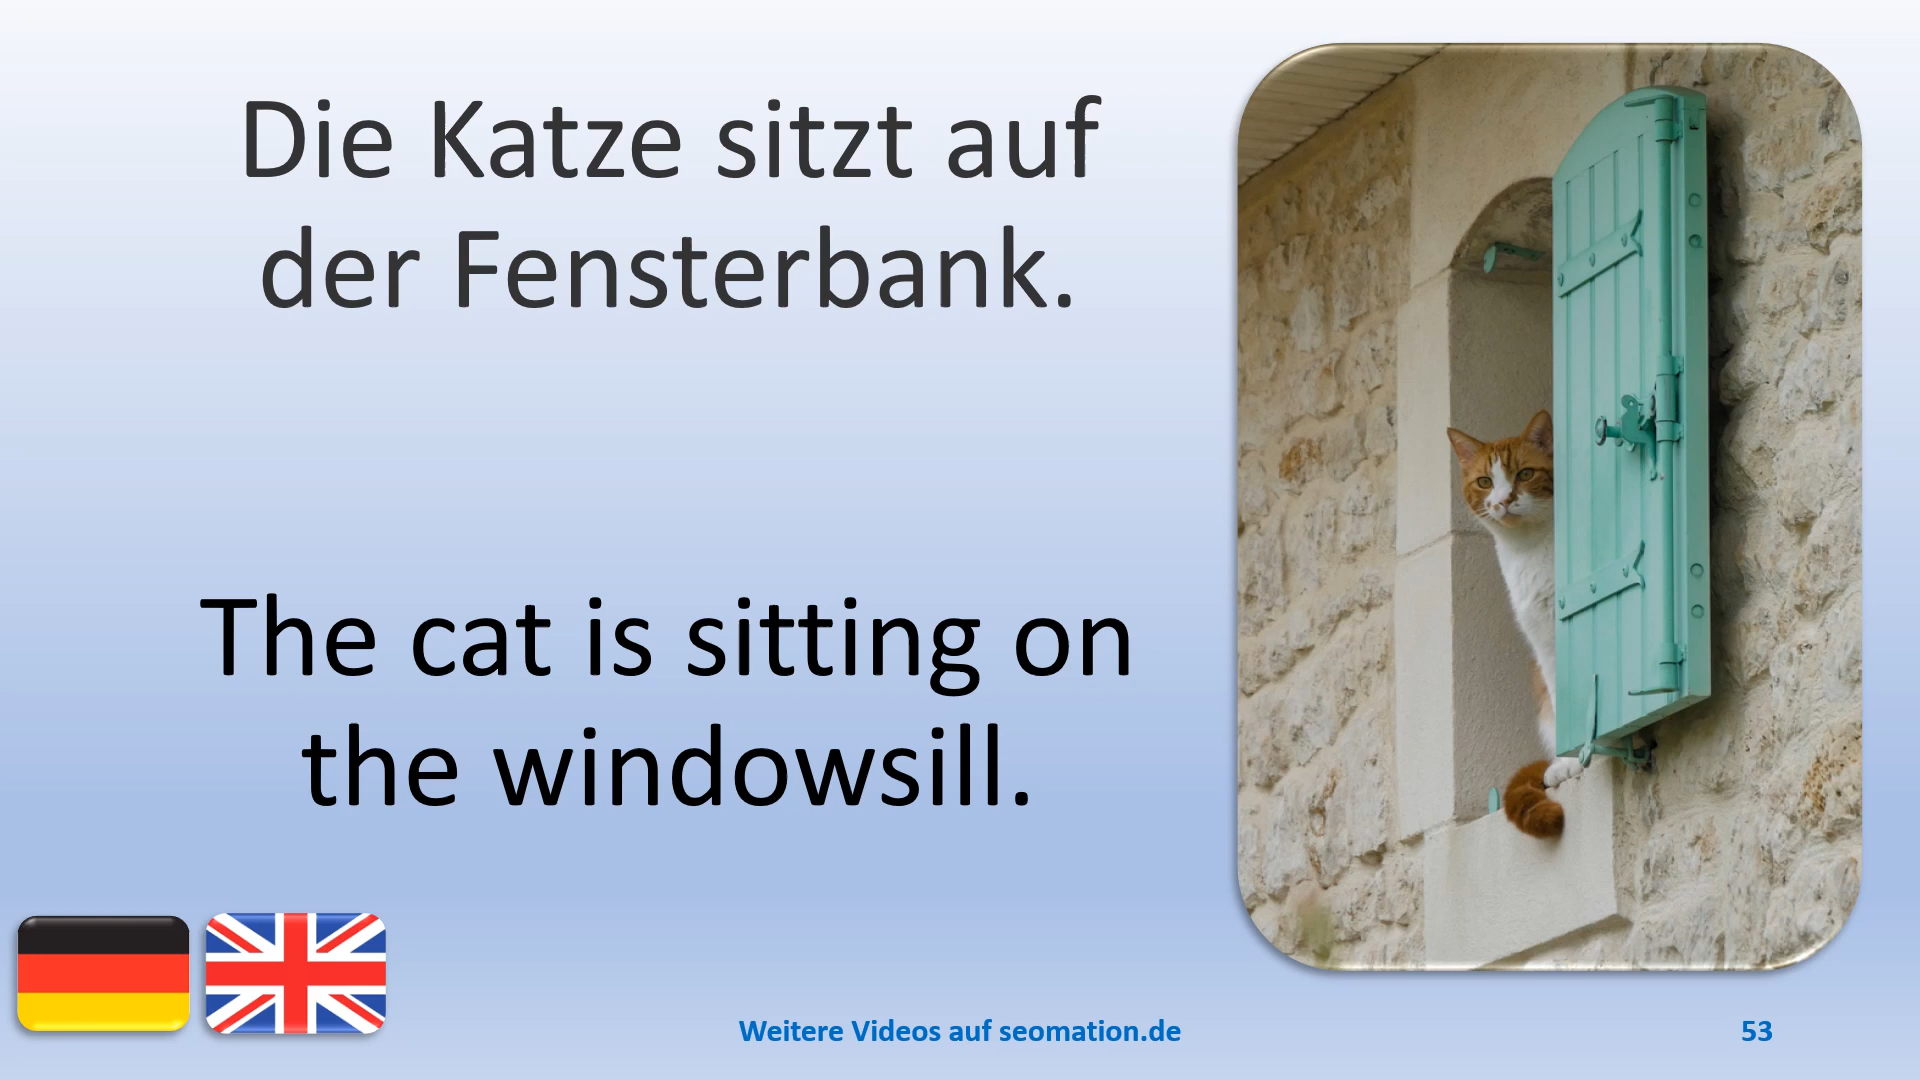 Die Katze sitzt auf
der Fensterbank.
The cat is sitting on
the windowsill.
Weitere Videos auf seomation.de
53